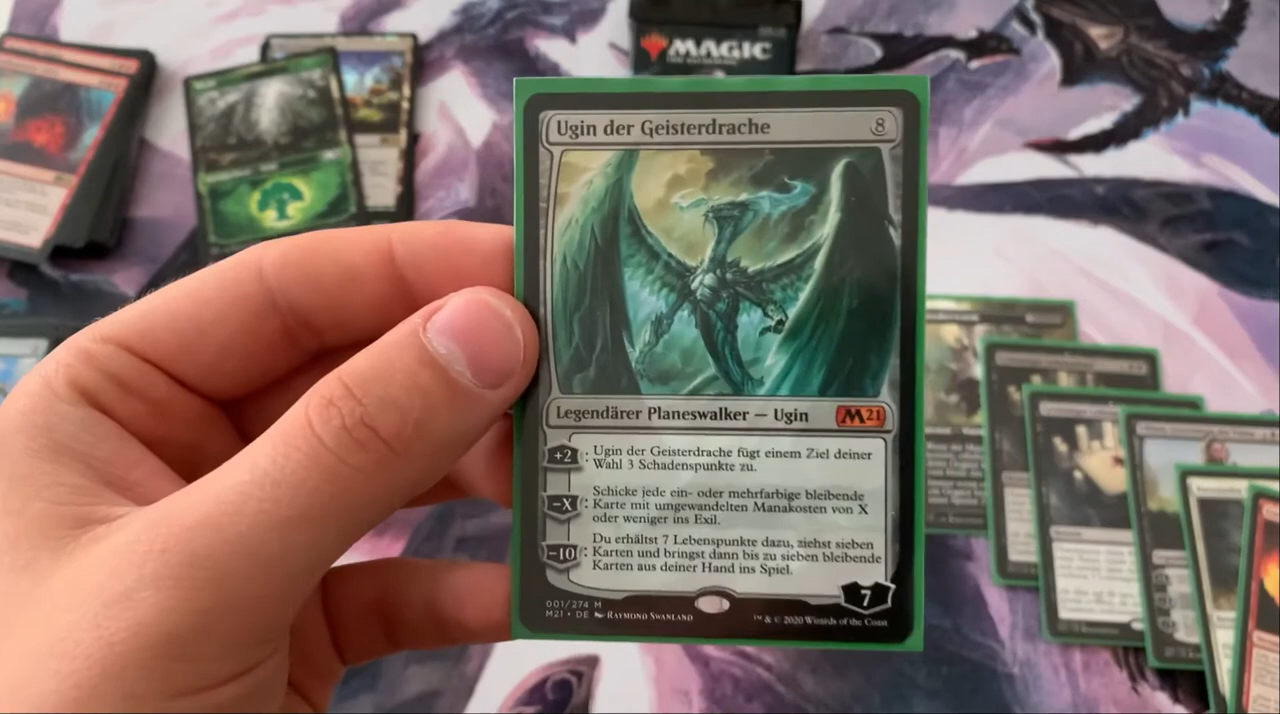 MAGIC
Ugin der Geisterdrache 8
Legendärer Planeswalker — Ugin M21
+2: Ugin der Geisterdrache fügt einem Ziel deiner
Wahl 3 Schadenspunkte zu.
Schicke jede ein- oder mehrfarbige bleibende
−X: Karte mit umgewandelten Manakosten von X
oder weniger ins Exil.
Du erhältst 7 Lebenspunkte dazu, ziehst sieben
−10: Karten und bringst dann bis zu sieben bleibende
Karten aus deiner Hand ins Spiel.
7
001/274 M
M21 • DE RAYMOND SWANLAND
™ & © 2020 Wizards of the Coast